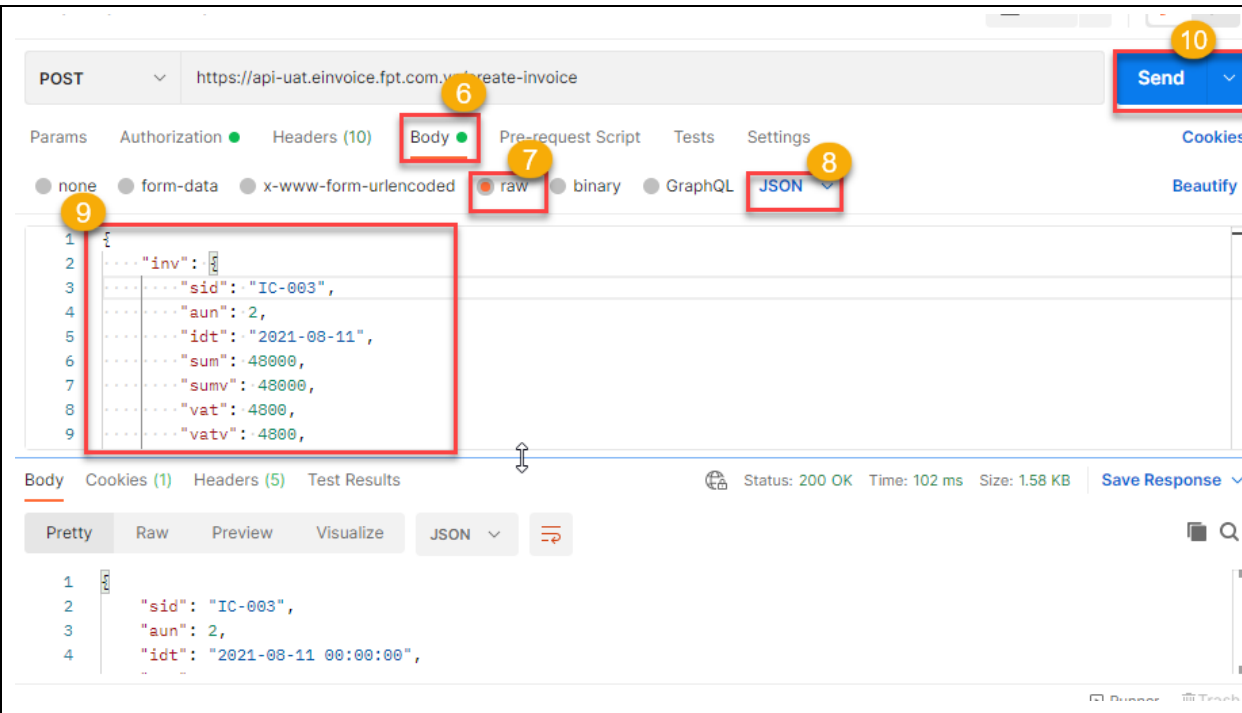 10
POST https://api-uat.einvoice.fpt.com.vn/create-invoice Send
6
Params Authorization Headers (10) Body Pre-request Script Tests Settings Cookies
7 8
none form-data x-www-form-urlencoded raw binary GraphQL JSON Beautify
9
1 {
2 "inv": {
3 "sid": "IC-003",
4 "aun": 2,
5 "idt": "2021-08-11",
6 "sum": 48000,
7 "sumv": 48000,
8 "vat": 4800,
9 "vatv": 4800,
Body Cookies (1) Headers (5) Test Results Status: 200 OK Time: 102 ms Size: 1.58 KB Save Response
Pretty Raw Preview Visualize JSON
1 {
2 "sid": "IC-003",
3 "aun": 2,
4 "idt": "2021-08-11 00:00:00",
Runner Trash